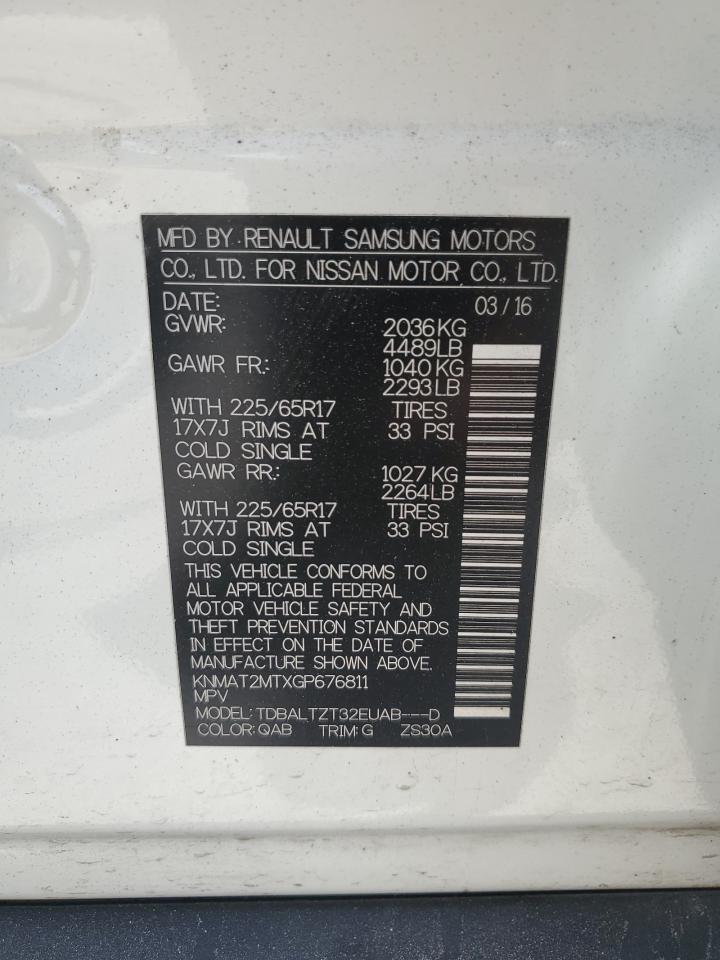 MFD BY RENAULT SAMSUNG MOTORS
CO., LTD. FOR NISSAN MOTOR CO., LTD.
DATE: 03/16
GVWR: 2036KG
4489LB
GAWR FR: 1040KG
2293LB
WITH 225/65R17 TIRES
17X7J RIMS AT 33 PSI
COLD SINGLE
GAWR RR: 1027KG
2264LB
WITH 225/65R17 TIRES
17X7J RIMS AT 33 PSI
COLD SINGLE
THIS VEHICLE CONFORMS TO
ALL APPLICABLE FEDERAL
MOTOR VEHICLE SAFETY AND
THEFT PREVENTION STANDARDS
IN EFFECT ON THE DATE OF
MANUFACTURE SHOWN ABOVE.
KNMAT2MTXGP676811
MPV
MODEL: TDBALTZT32EUAB---D
COLOR: QAB TRIM: G ZS30A